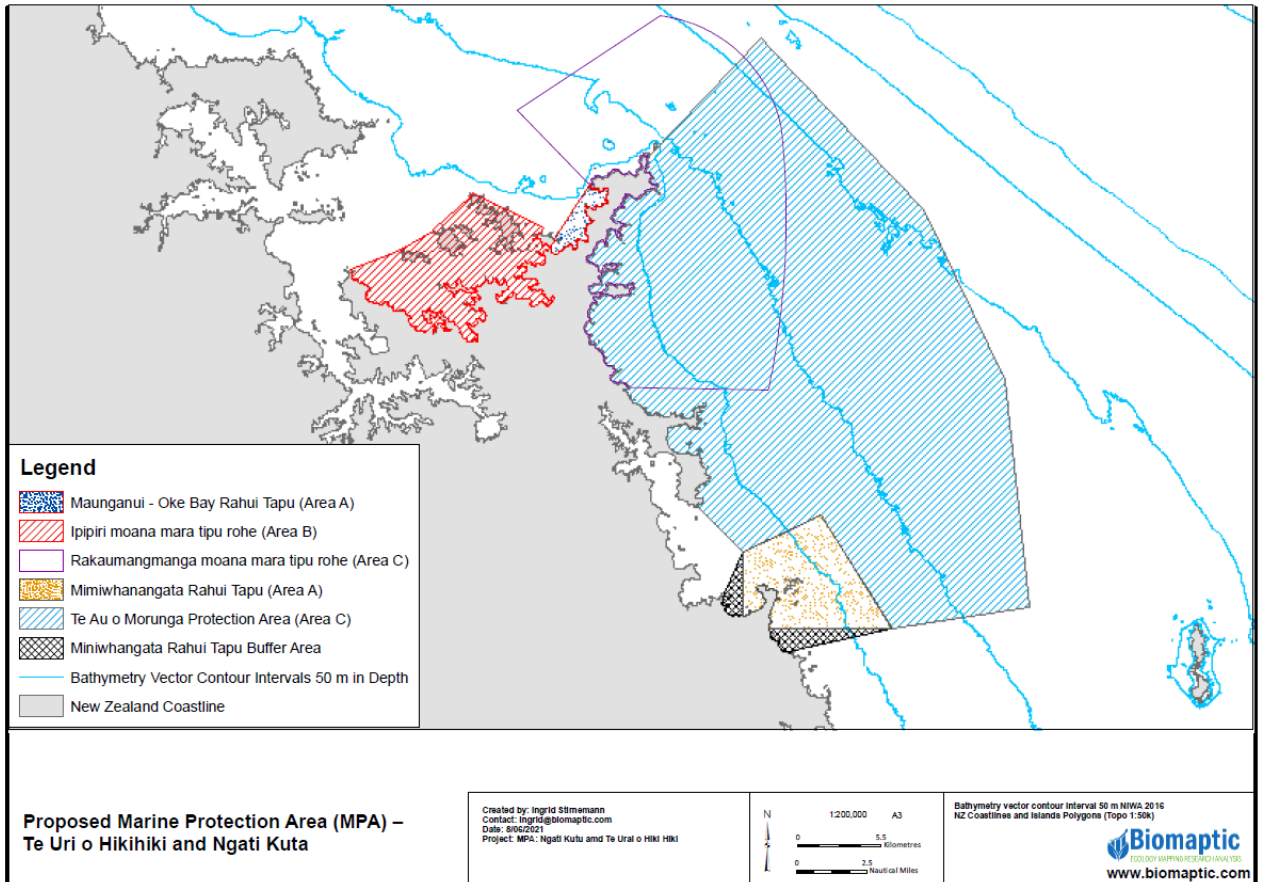 Legend
Maunganui - Oke Bay Rahui Tapu (Area A)
Ipipiri moana mara tipu rohe (Area B)
Rakaumangmanga moana mara tipu rohe (Area C)
Mimiwhanangata Rahui Tapu (Area A)
Te Au o Morunga Protection Area (Area C)
Miniwhangata Rahui Tapu Buffer Area
Bathymetry Vector Contour Intervals 50 m in Depth
New Zealand Coastline
Proposed Marine Protection Area (MPA) –
Te Uri o Hikihiki and Ngati Kuta
Created by: Ingrid Stirnemann
Contact: Ingrid@biomaptic.com
Date: 8/06/2021
Project: MPA: Ngati Kutu amd Te Urai o Hiki Hiki
N
1:200,000 A3
0 5.5
Kilometres
0 2.5
Nautical Miles
Bathymetry vector contour interval 50 m NIWA 2016
NZ Coastlines and Islands Polygons (Topo 1:50k)
Biomaptic
ECOLOGY MAPPING RESEARCH ANALYSIS
www.biomaptic.com